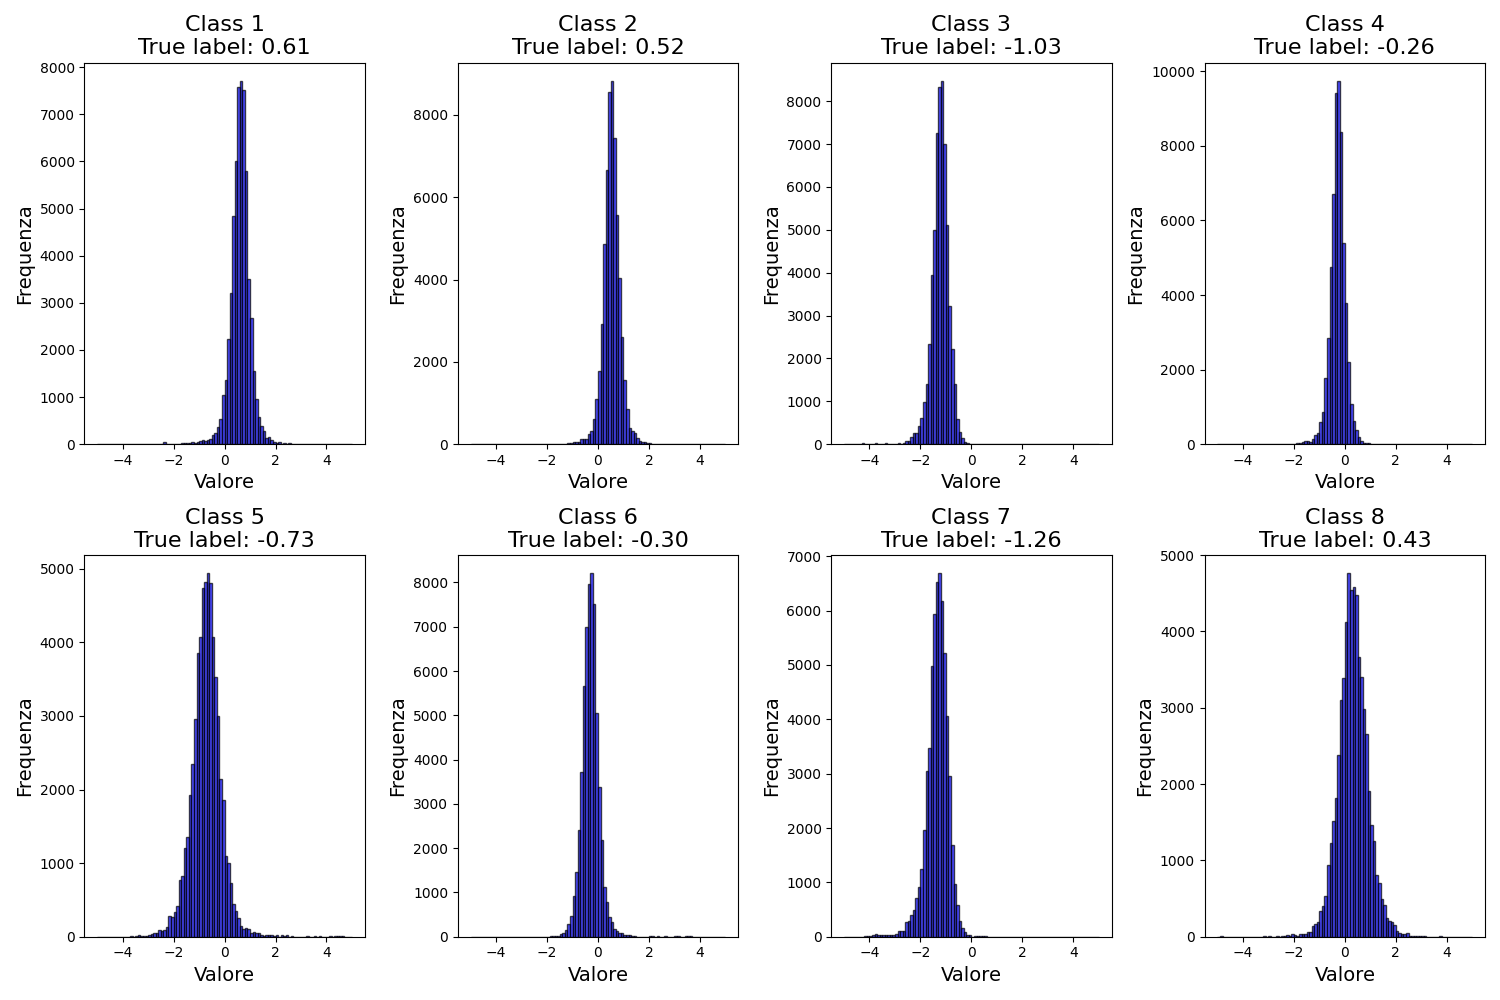 Class 1
True label: 0.61
Class 2
True label: 0.52
Class 3
True label: -1.03
Class 4
True label: -0.26
8000
7000
6000
5000
4000
3000
2000
1000
0
Frequenza
−4 −2 0 2 4
Valore
8000
6000
4000
2000
0
Frequenza
−4 −2 0 2 4
Valore
8000
7000
6000
5000
4000
3000
2000
1000
0
Frequenza
−4 −2 0 2 4
Valore
10000
8000
6000
4000
2000
0
Frequenza
−4 −2 0 2 4
Valore
Class 5
True label: -0.73
Class 6
True label: -0.30
Class 7
True label: -1.26
Class 8
True label: 0.43
5000
4000
3000
2000
1000
0
Frequenza
−4 −2 0 2 4
Valore
8000
7000
6000
5000
4000
3000
2000
1000
0
Frequenza
−4 −2 0 2 4
Valore
7000
6000
5000
4000
3000
2000
1000
0
Frequenza
−4 −2 0 2 4
Valore
5000
4000
3000
2000
1000
0
Frequenza
−4 −2 0 2 4
Valore